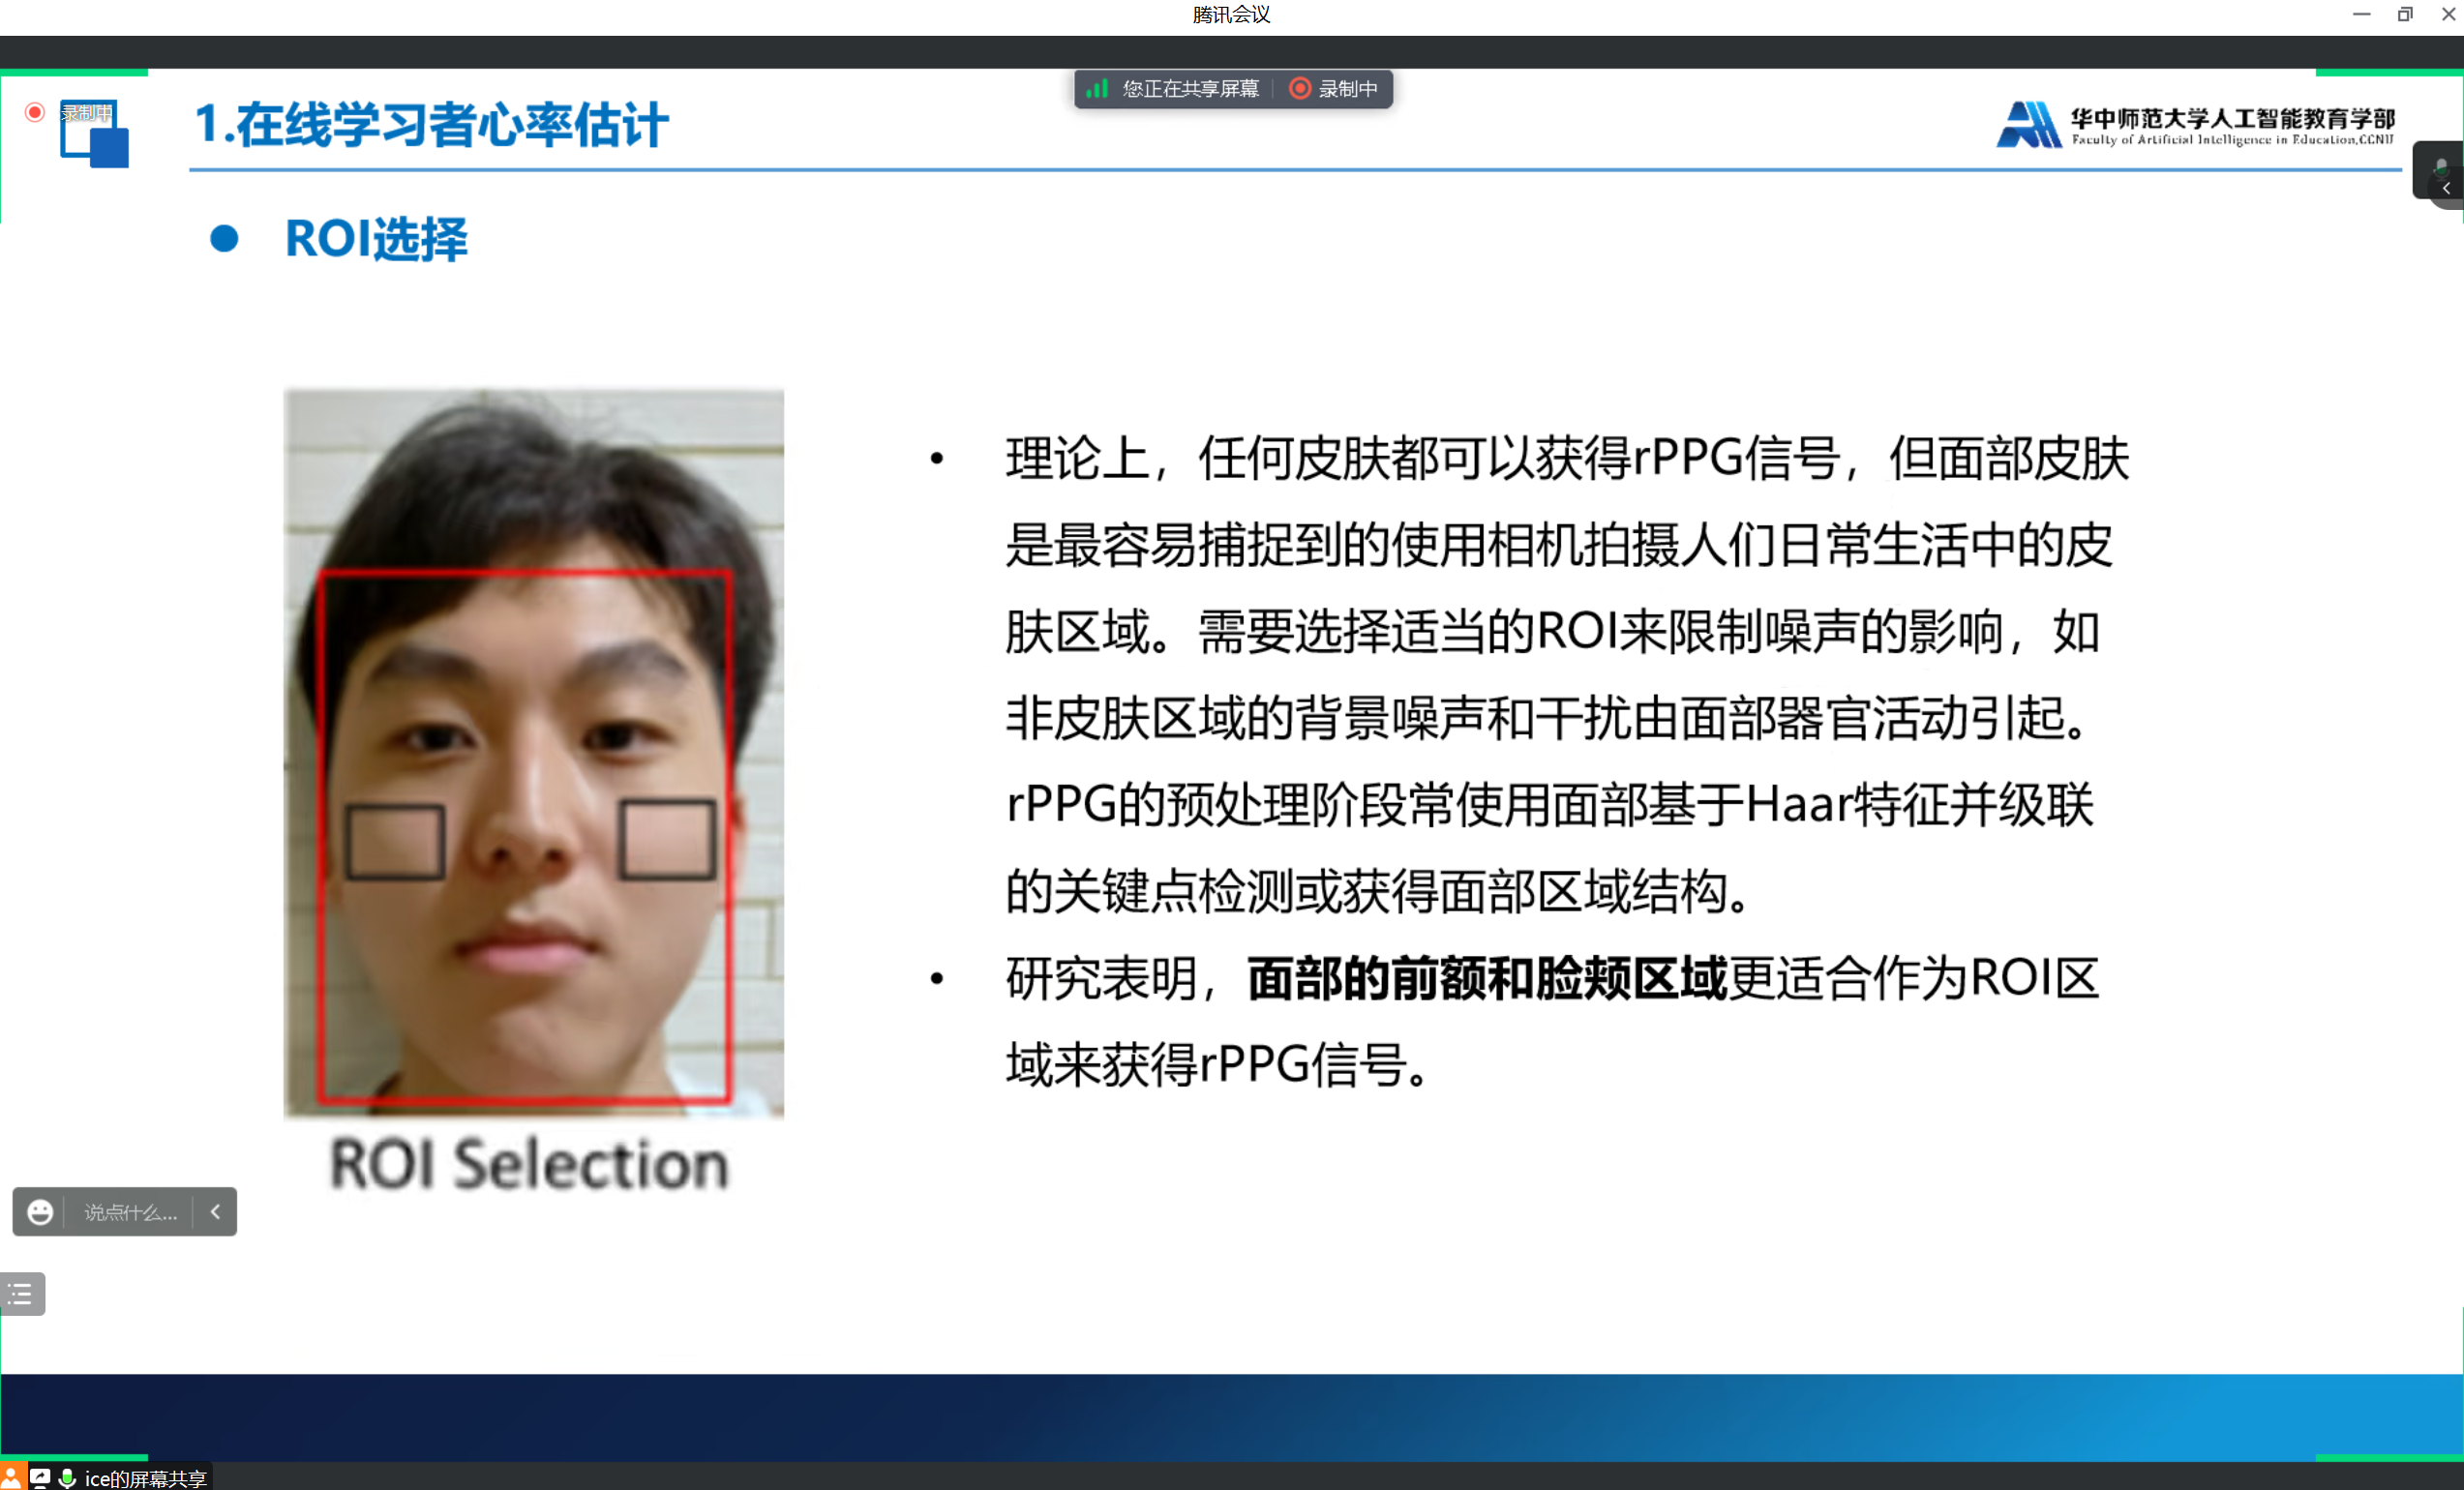 腾讯会议
您正在共享屏幕 录制中
录制中
1.在线学习者心率估计
华中师范大学人工智能教育学部
Faculty of Artificial Intelligence in Education,CCNU
ROI选择
• 理论上，任何皮肤都可以获得rPPG信号，但面部皮肤
是最容易捕捉到的使用相机拍摄人们日常生活中的皮
肤区域。需要选择适当的ROI来限制噪声的影响，如
非皮肤区域的背景噪声和干扰由面部器官活动引起。
rPPG的预处理阶段常使用面部基于Haar特征并级联
的关键点检测或获得面部区域结构。
• 研究表明，面部的前额和脸颊区域更适合作为ROI区
域来获得rPPG信号。
ROI Selection
说点什么...
ice的屏幕共享